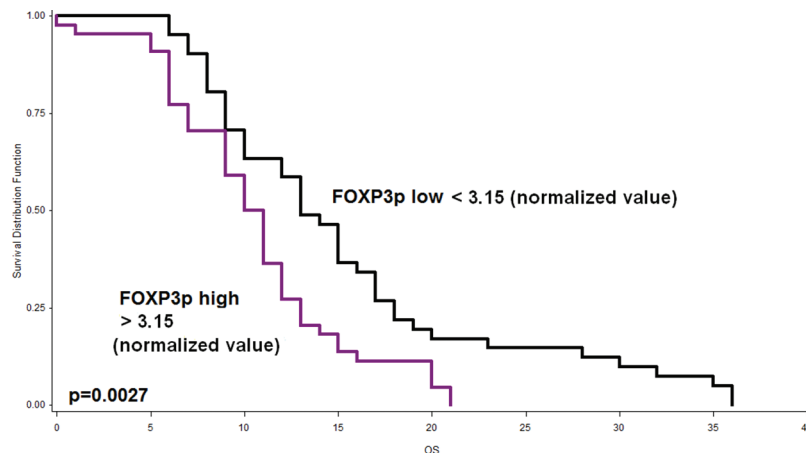 1.00
0.75
0.50
0.25
0.00
Survival Distribution Function
FOXP3p low < 3.15 (normalized value)
FOXP3p high
> 3.15
(normalized value)
p=0.0027
0 5 10 15 20 25 30 35 40
OS